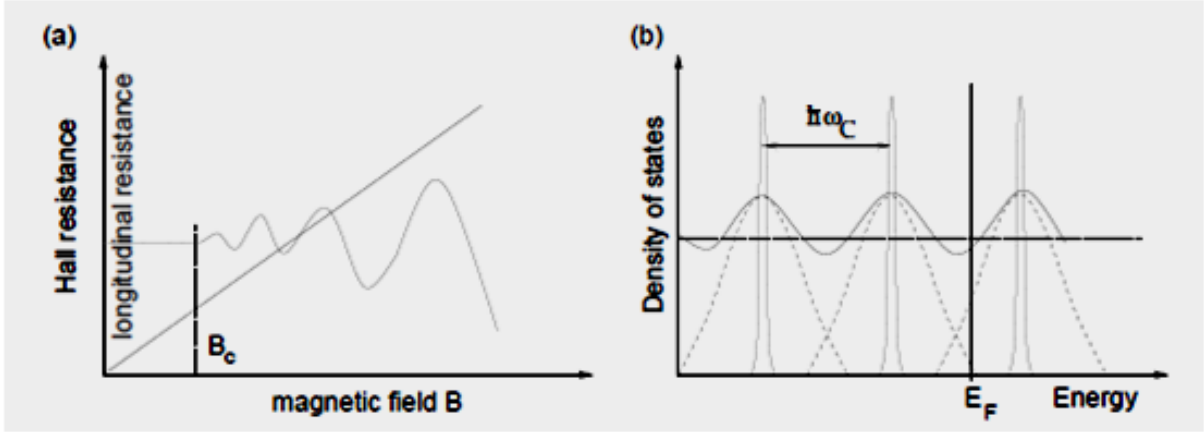 (a)
Hall resistance
longitudinal resistance
B_c
magnetic field B
(b)
Density of states
ħω_C
E_F
Energy